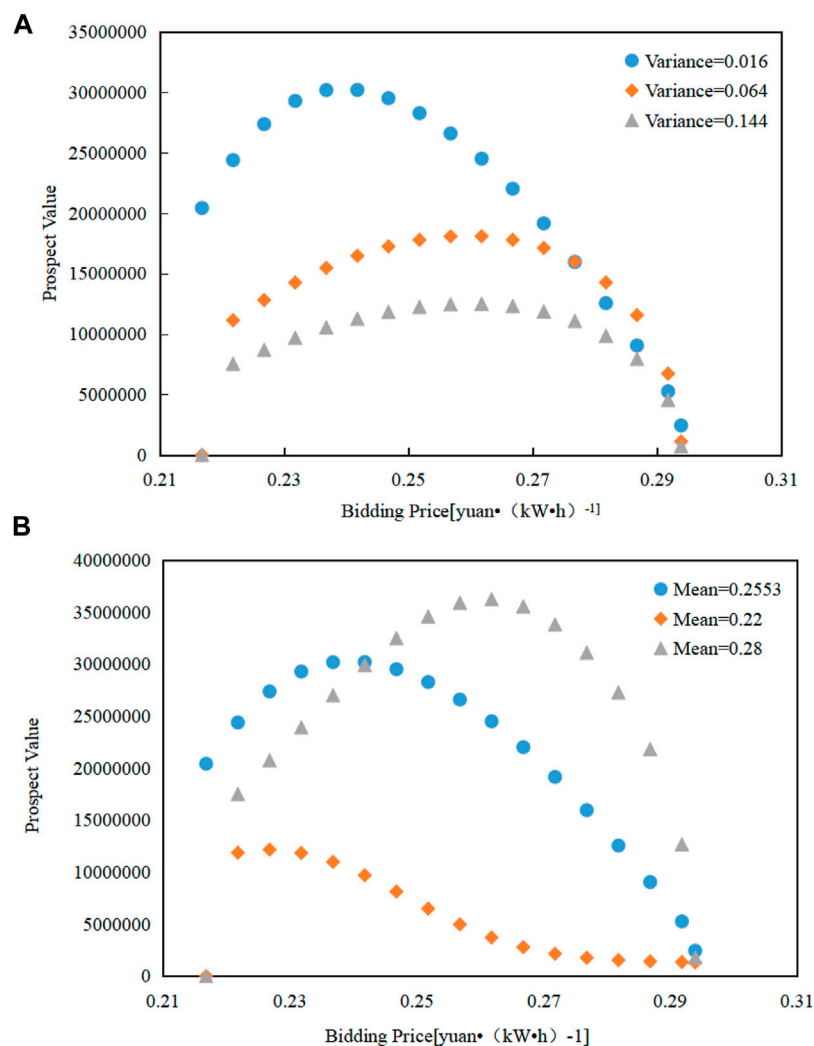 A
35000000
30000000
25000000
20000000
15000000
10000000
5000000
0
Prospect Value
Variance=0.016
Variance=0.064
Variance=0.144
0.21 0.23 0.25 0.27 0.29 0.31
Bidding Price[yuan•（kW•h）-1]
B
40000000
35000000
30000000
25000000
20000000
15000000
10000000
5000000
0
Prospect Value
Mean=0.2553
Mean=0.22
Mean=0.28
0.21 0.23 0.25 0.27 0.29 0.31
Bidding Price[yuan•（kW•h）-1]